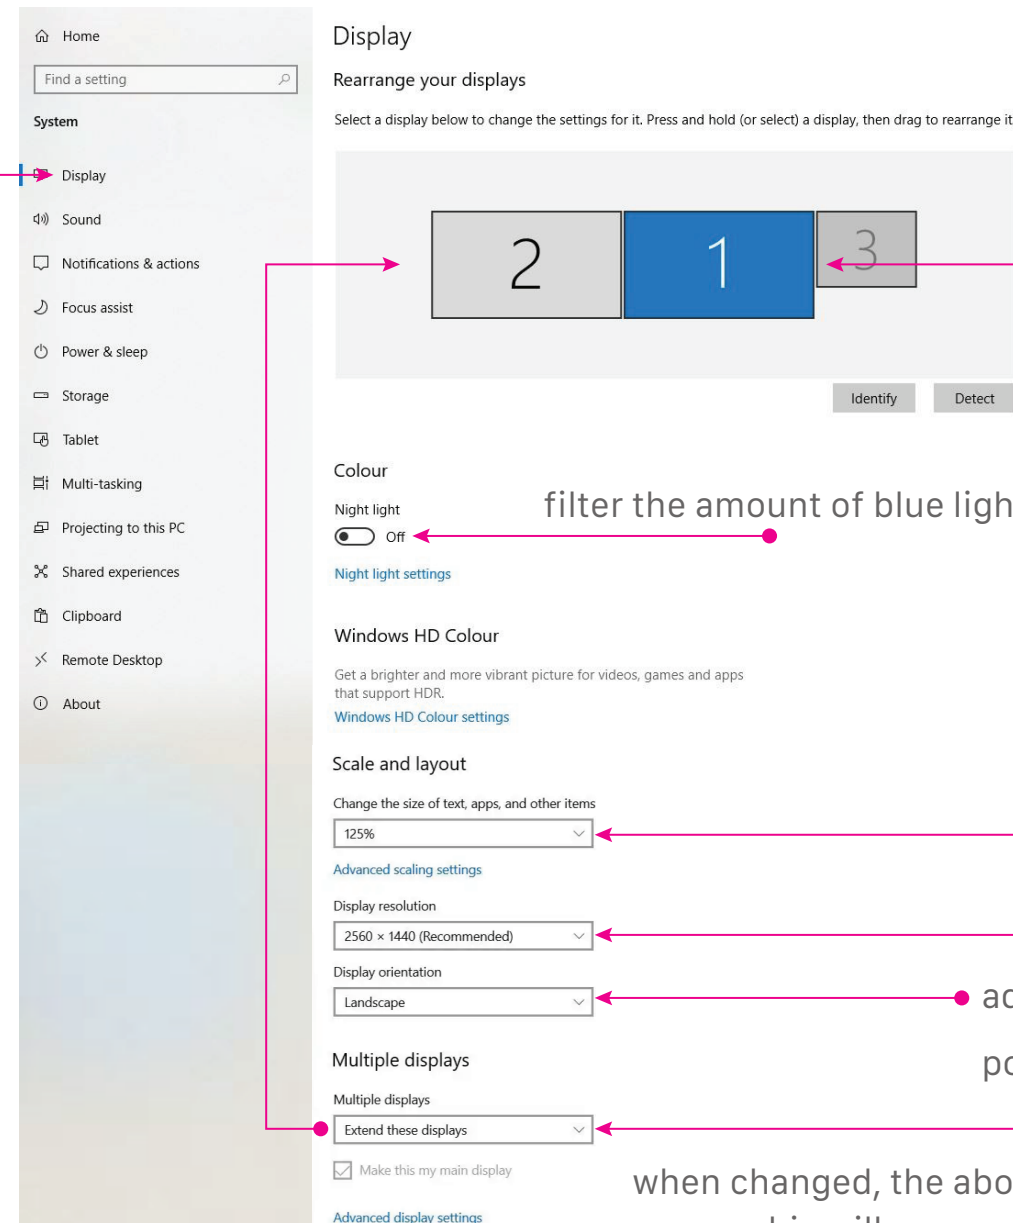 Home
Find a setting
System
Display
Sound
Notifications & actions
Focus assist
Power & sleep
Storage
Tablet
Multi-tasking
Projecting to this PC
Shared experiences
Clipboard
Remote Desktop
About
Display
Rearrange your displays
Select a display below to change the settings for it. Press and hold (or select) a display, then drag to rearrange it
2
1
3
Identify
Detect
Colour
Night light
filter the amount of blue ligh
Off
Night light settings
Windows HD Colour
Get a brighter and more vibrant picture for videos, games and apps
that support HDR.
Windows HD Colour settings
Scale and layout
Change the size of text, apps, and other items
125%
Advanced scaling settings
Display resolution
2560 × 1440 (Recommended)
Display orientation
Landscape
Multiple displays
Multiple displays
Extend these displays
Make this my main display
when changed, the abo
Advanced display settings